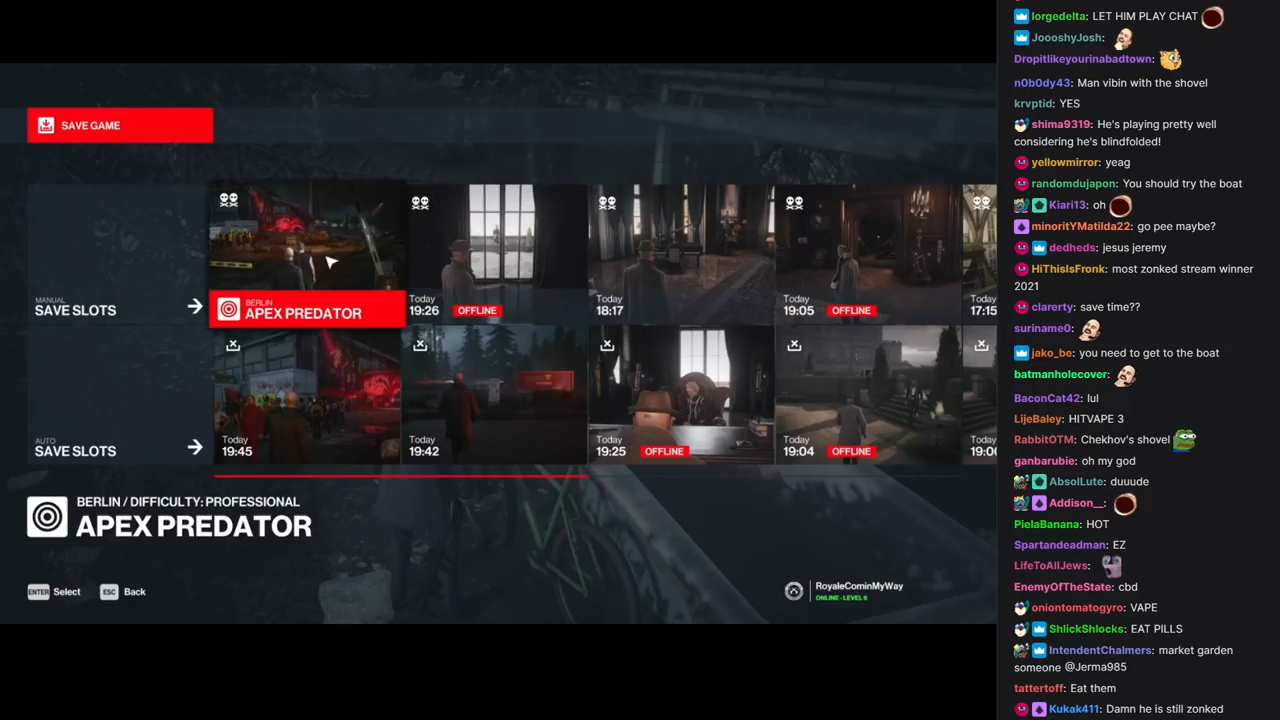 SAVE GAME
MANUAL
SAVE SLOTS
BERLIN
APEX PREDATOR
Today
19:26
OFFLINE
Today
18:17
Today
19:05
OFFLINE
Today
17:15
AUTO
SAVE SLOTS
Today
19:45
Today
19:42
Today
19:25
OFFLINE
Today
19:04
OFFLINE
Today
BERLIN / DIFFICULTY: PROFESSIONAL
APEX PREDATOR
ENTER Select
ESC Back
RoyaleCominMyWay
ONLINE - LEVEL 6
lorgedelta: LET HIM PLAY CHAT
JoooshyJosh:
Dropitlikeyourinabadtown:
n0b0dy43: Man vibin with the shovel
krvptid: YES
shima9319: He's playing pretty well
considering he's blindfolded!
yellowmirror: yeag
randomdujapon: You should try the boat
Kiari13: oh
minoritYMatilda22: go pee maybe?
dedheds: jesus jeremy
HiThisIsFronk: most zonked stream winner
2021
clarerty: save time??
suriname0:
jako_be: you need to get to the boat
batmanholecover:
BaconCat42: lul
LijeBaley: HITVAPE 3
RabbitOTM: Chekhov's shovel
ganbarubie: oh my god
AbsolLute: duuude
Addison__:
PielaBanana: HOT
Spartandeadman: EZ
LifeToAllJews:
EnemyOfTheState: cbd
oniontomatogyro: VAPE
ShlickShlocks: EAT PILLS
IntendentChalmers: market garden
someone @Jerma985
tattertoff: Eat them
Kukak411: Damn he is still zonked